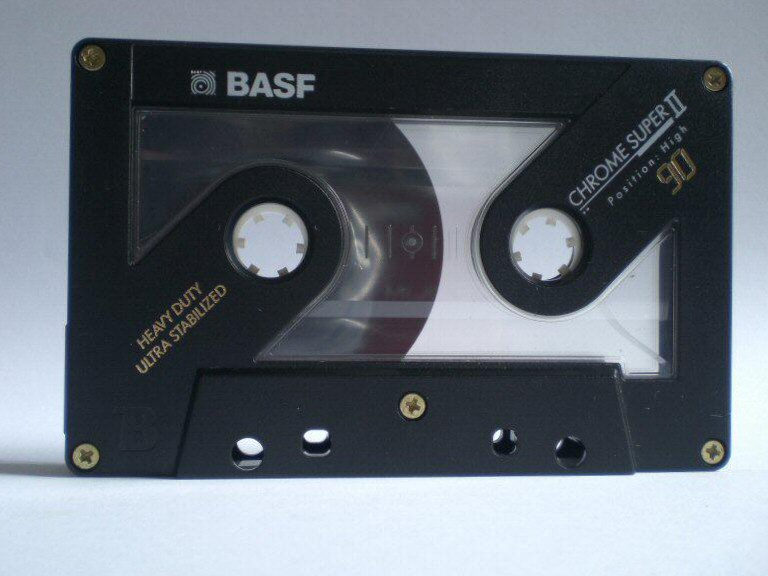 BASF
CHROME SUPER II
Position: High
90
HEAVY DUTY
ULTRA STABILIZED
B